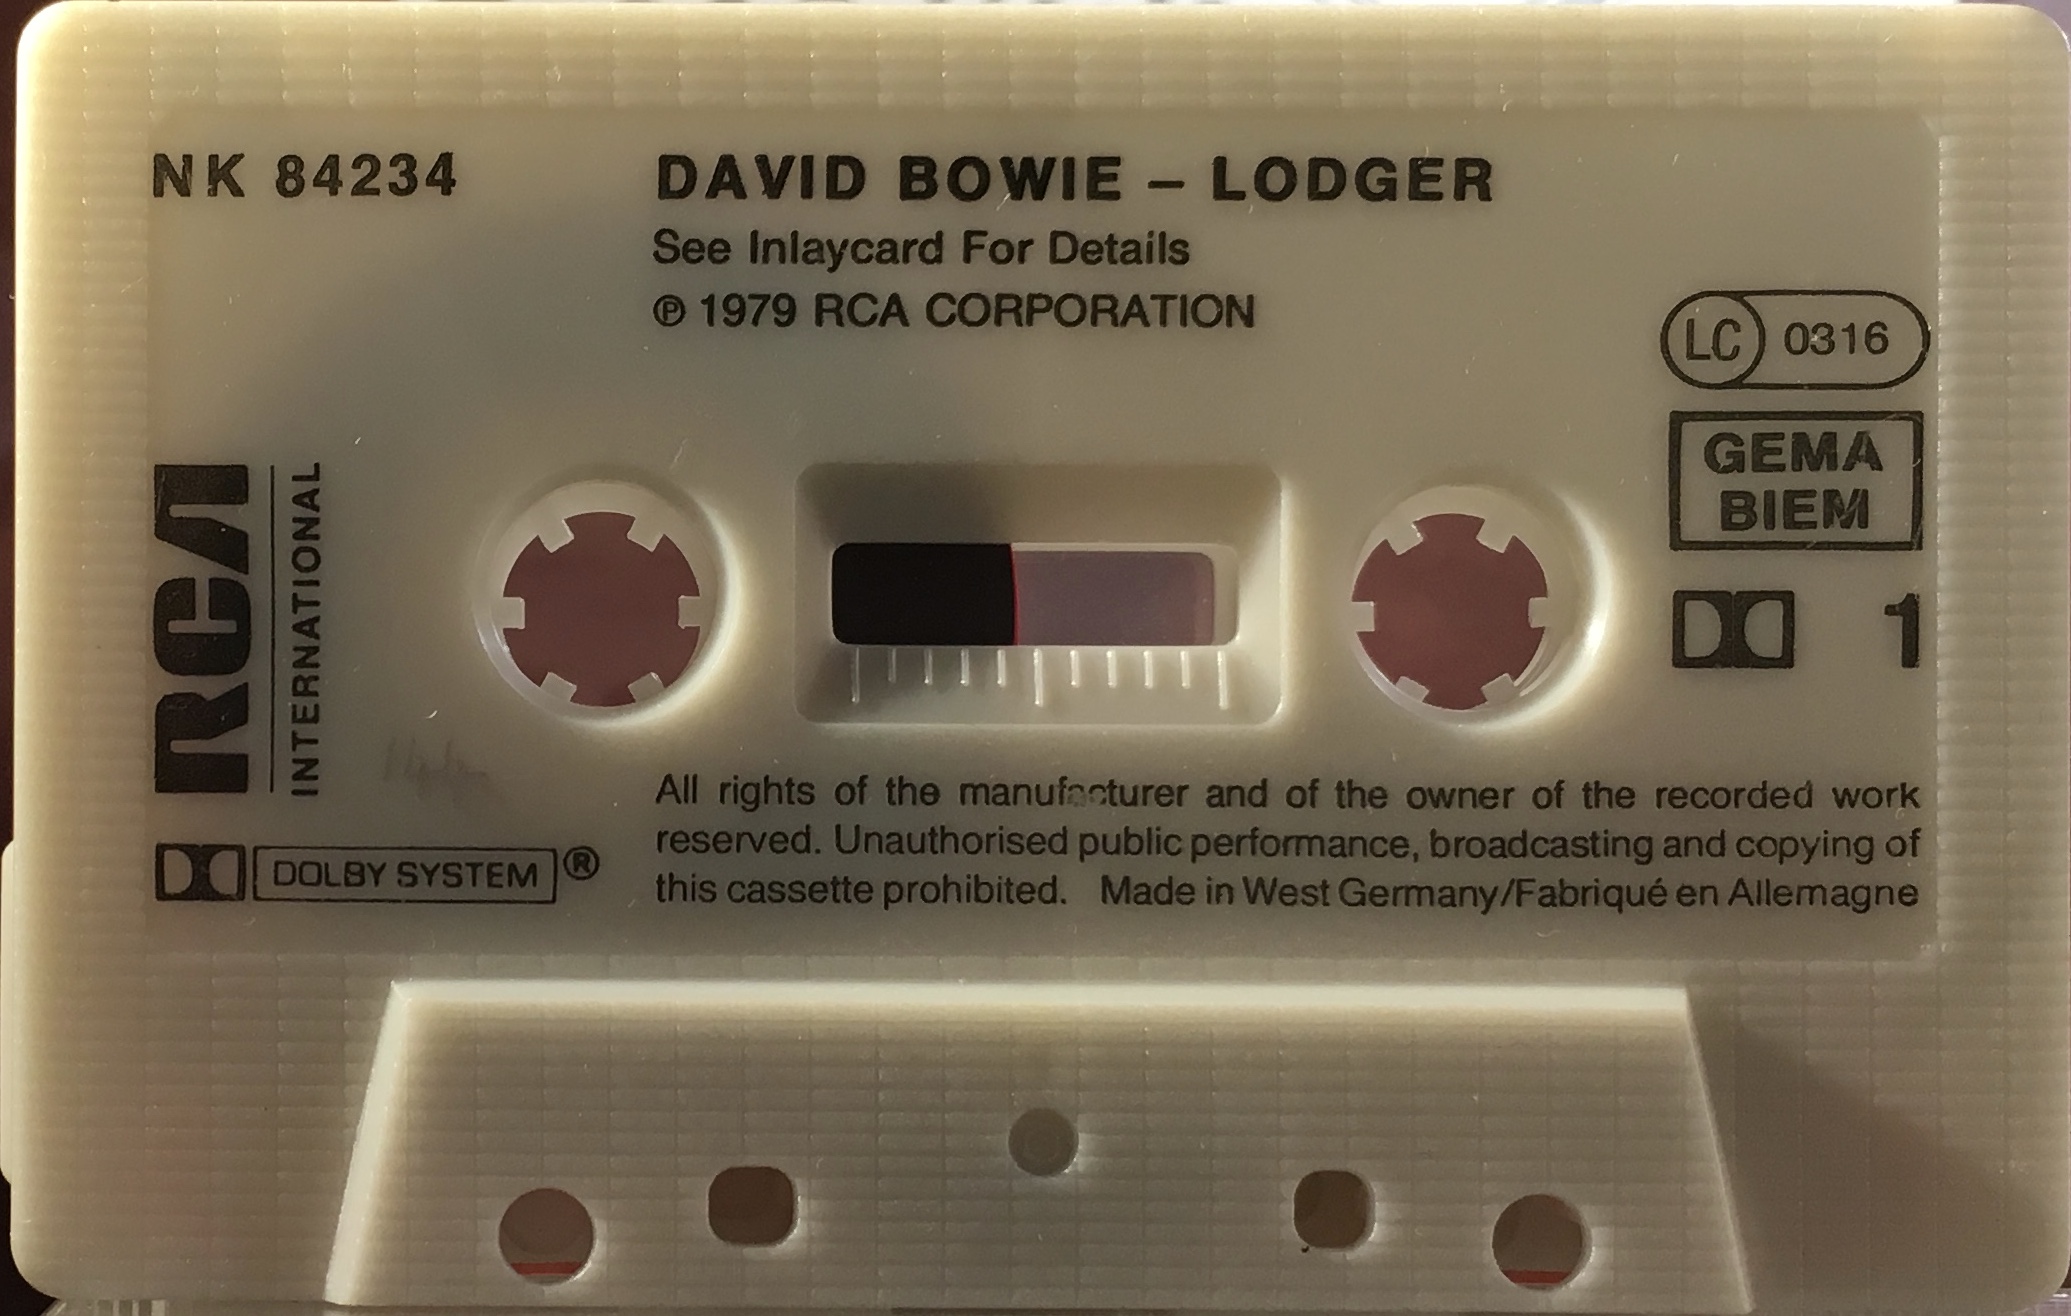 NK 84234
DAVID BOWIE – LODGER
See Inlaycard For Details
℗ 1979 RCA CORPORATION
LC 0316
GEMA
BIEM
1
RCA
INTERNATIONAL
DOLBY SYSTEM ®
All rights of the manufacturer and of the owner of the recorded work
reserved. Unauthorised public performance, broadcasting and copying of
this cassette prohibited. Made in West Germany/Fabriqué en Allemagne